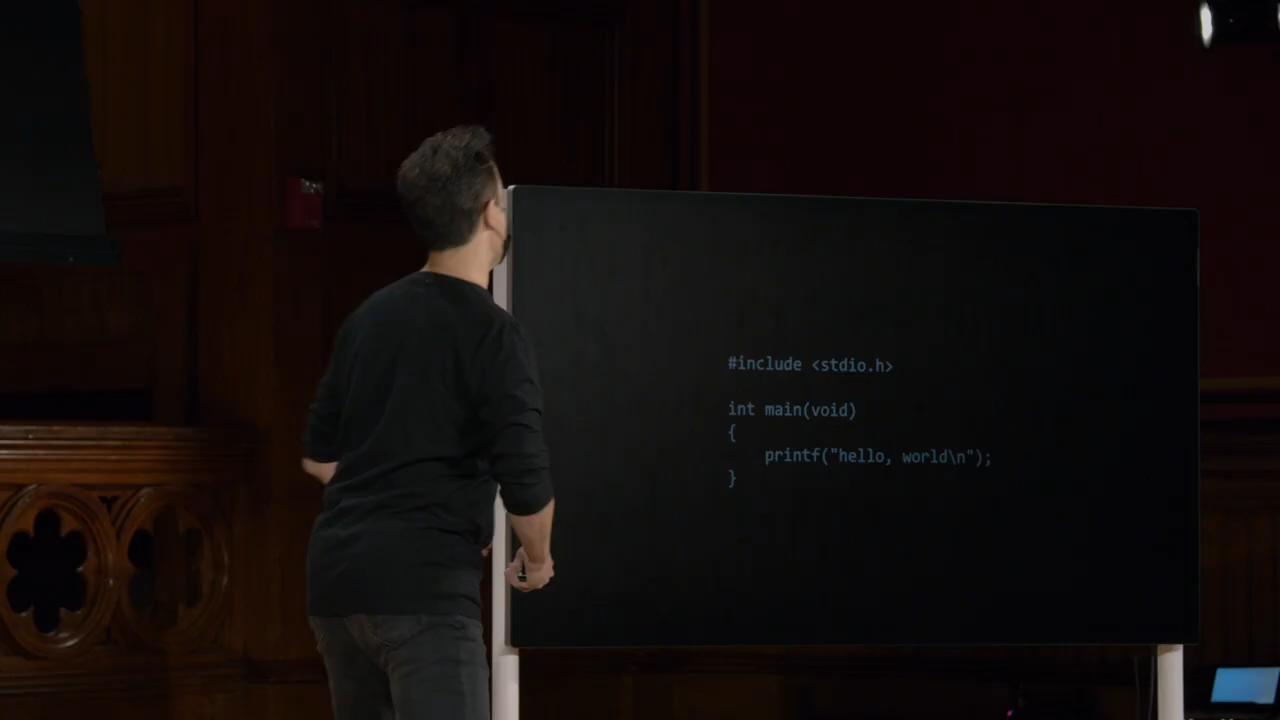 #include <stdio.h>
int main(void)
{
    printf("hello, world\n");
}